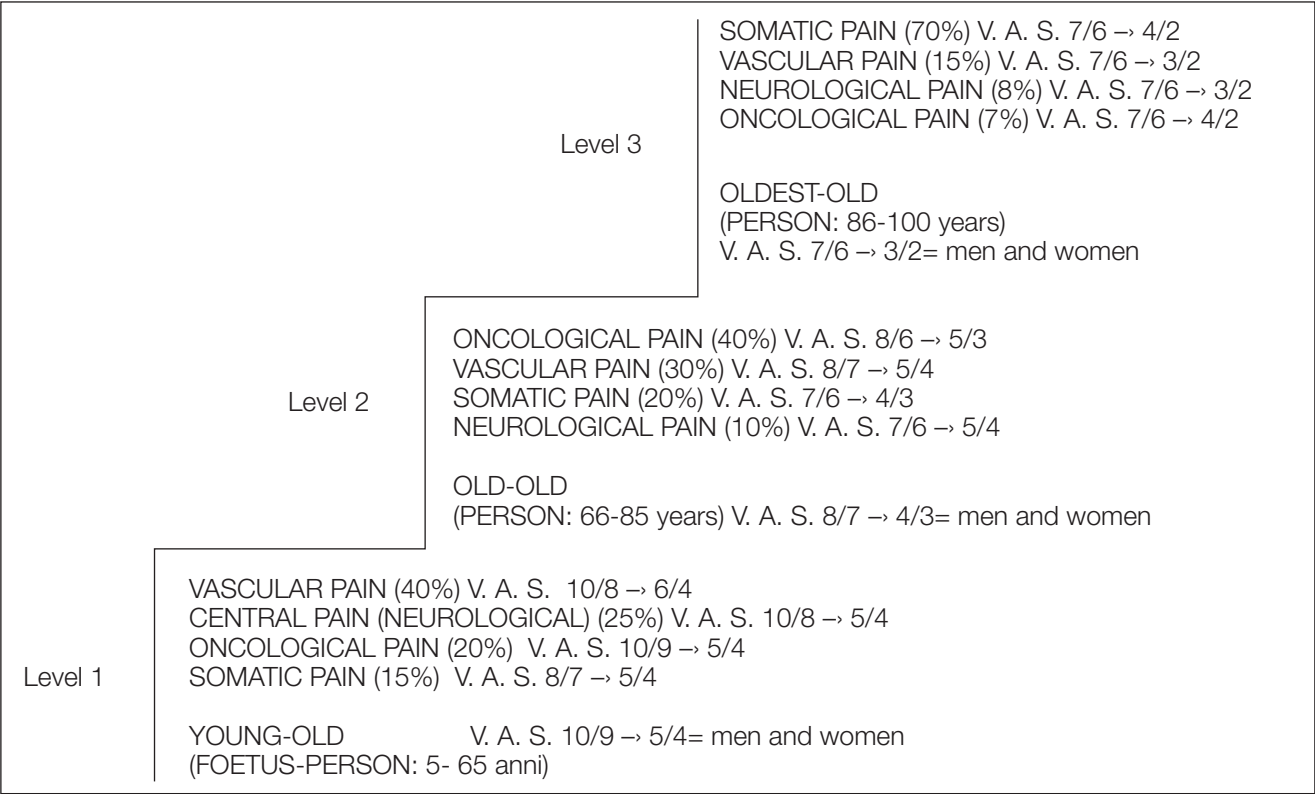 SOMATIC PAIN (70%) V. A. S. 7/6 –› 4/2
VASCULAR PAIN (15%) V. A. S. 7/6 –› 3/2
NEUROLOGICAL PAIN (8%) V. A. S. 7/6 –› 3/2
ONCOLOGICAL PAIN (7%) V. A. S. 7/6 –› 4/2
Level 3
OLDEST-OLD
(PERSON: 86-100 years)
V. A. S. 7/6 –› 3/2= men and women
ONCOLOGICAL PAIN (40%) V. A. S. 8/6 –› 5/3
VASCULAR PAIN (30%) V. A. S. 8/7 –› 5/4
Level 2
SOMATIC PAIN (20%) V. A. S. 7/6 –› 4/3
NEUROLOGICAL PAIN (10%) V. A. S. 7/6 –› 5/4
OLD-OLD
(PERSON: 66-85 years) V. A. S. 8/7 –› 4/3= men and women
VASCULAR PAIN (40%) V. A. S. 10/8 –› 6/4
CENTRAL PAIN (NEUROLOGICAL) (25%) V. A. S. 10/8 –› 5/4
ONCOLOGICAL PAIN (20%) V. A. S. 10/9 –› 5/4
Level 1
SOMATIC PAIN (15%) V. A. S. 8/7 –› 5/4
YOUNG-OLD V. A. S. 10/9 –› 5/4= men and women
(FOETUS-PERSON: 5- 65 anni)